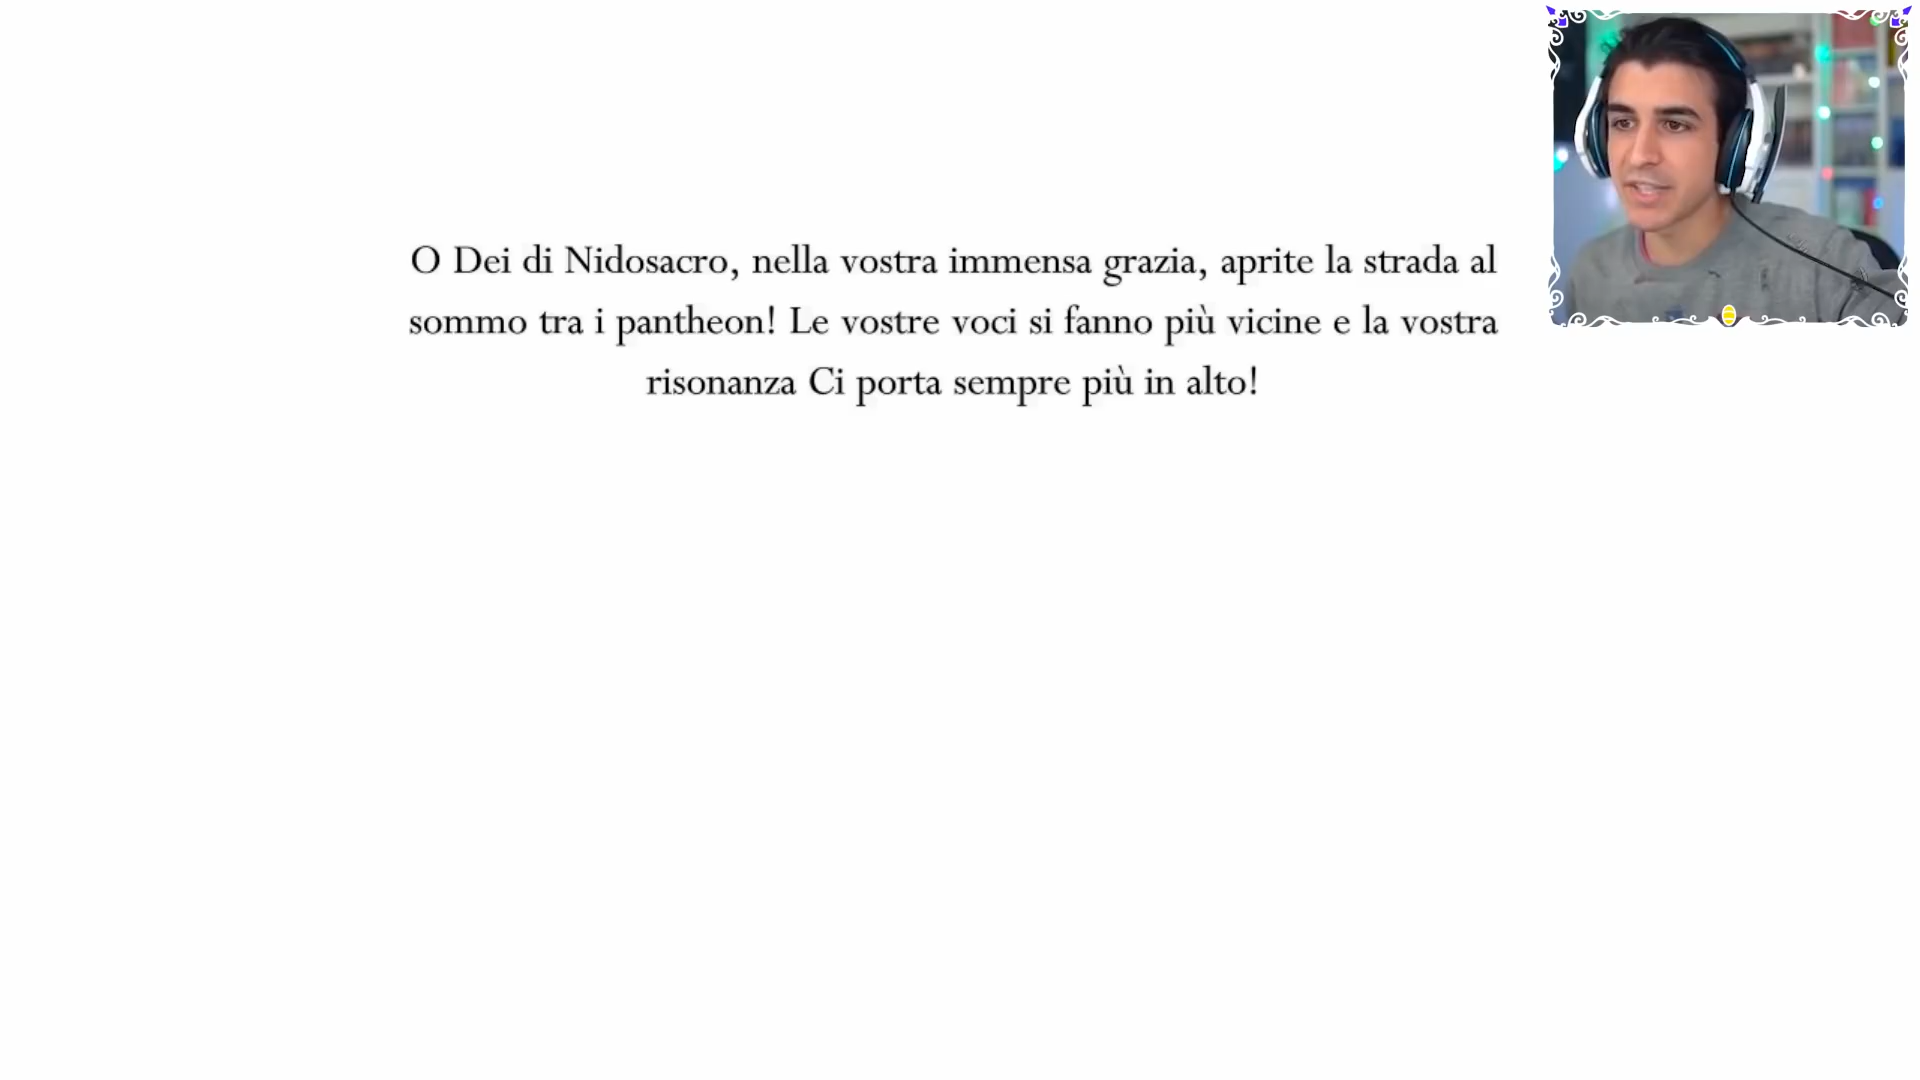 O Dei di Nidosacro, nella vostra immensa grazia, aprite la strada al
sommo tra i pantheon! Le vostre voci si fanno più vicine e la vostra
risonanza Ci porta sempre più in alto!